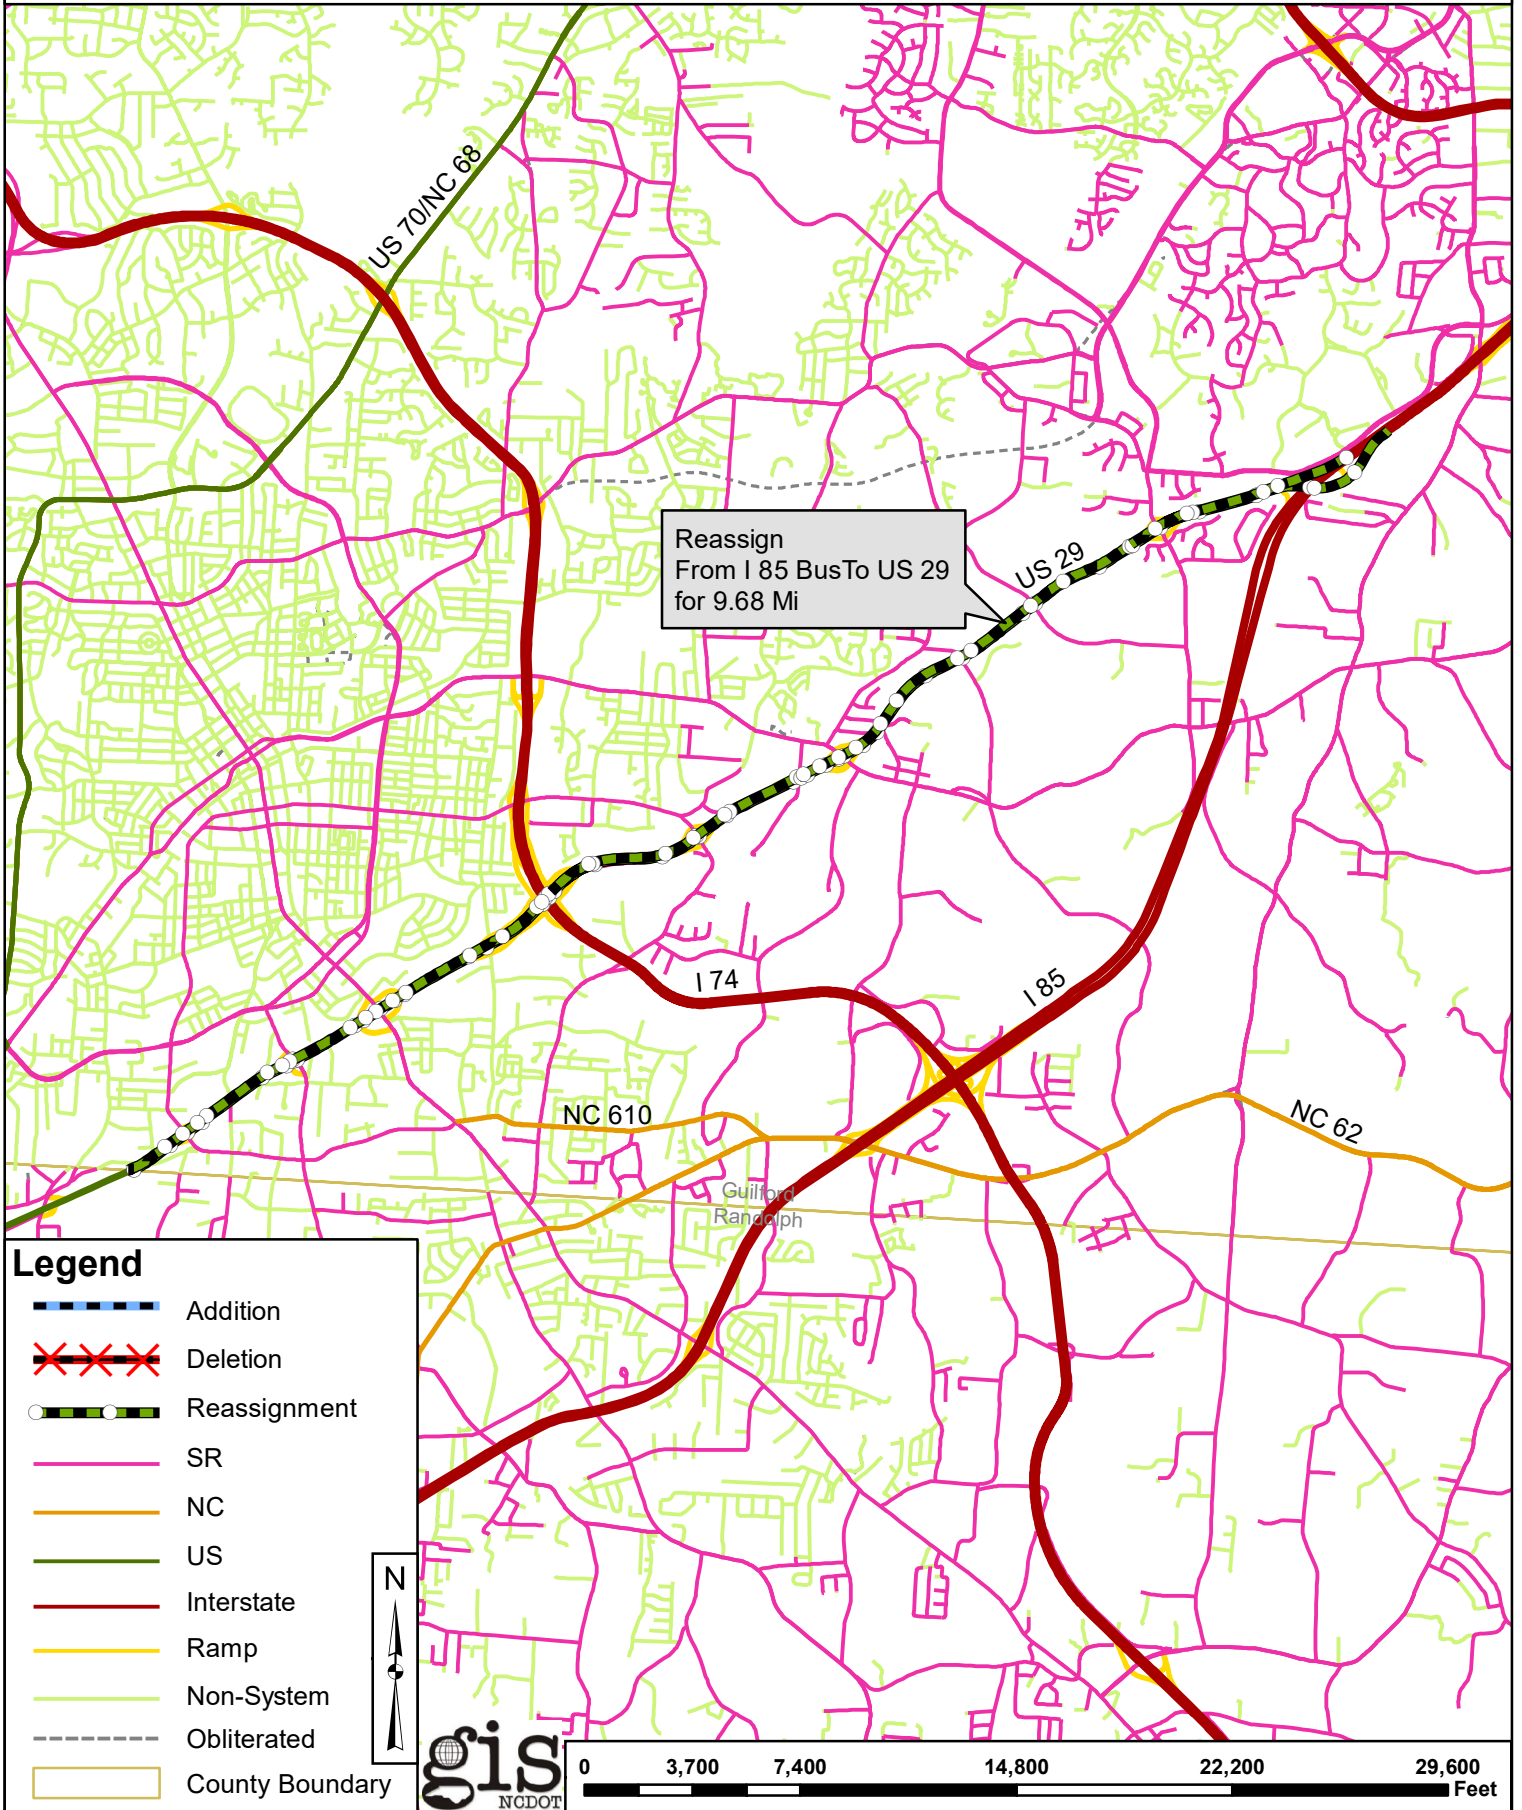 US 70/NC 68
Reassign
From I 85 BusTo US 29
for 9.68 Mi
US 29
I 74
I 85
NC 610
NC 62
Guilford
Randolph
Legend
Addition
Deletion
Reassignment
SR
NC
US
Interstate
Ramp
Non-System
Obliterated
County Boundary
N
gis
NCDOT
0 3,700 7,400 14,800 22,200 29,600
Feet